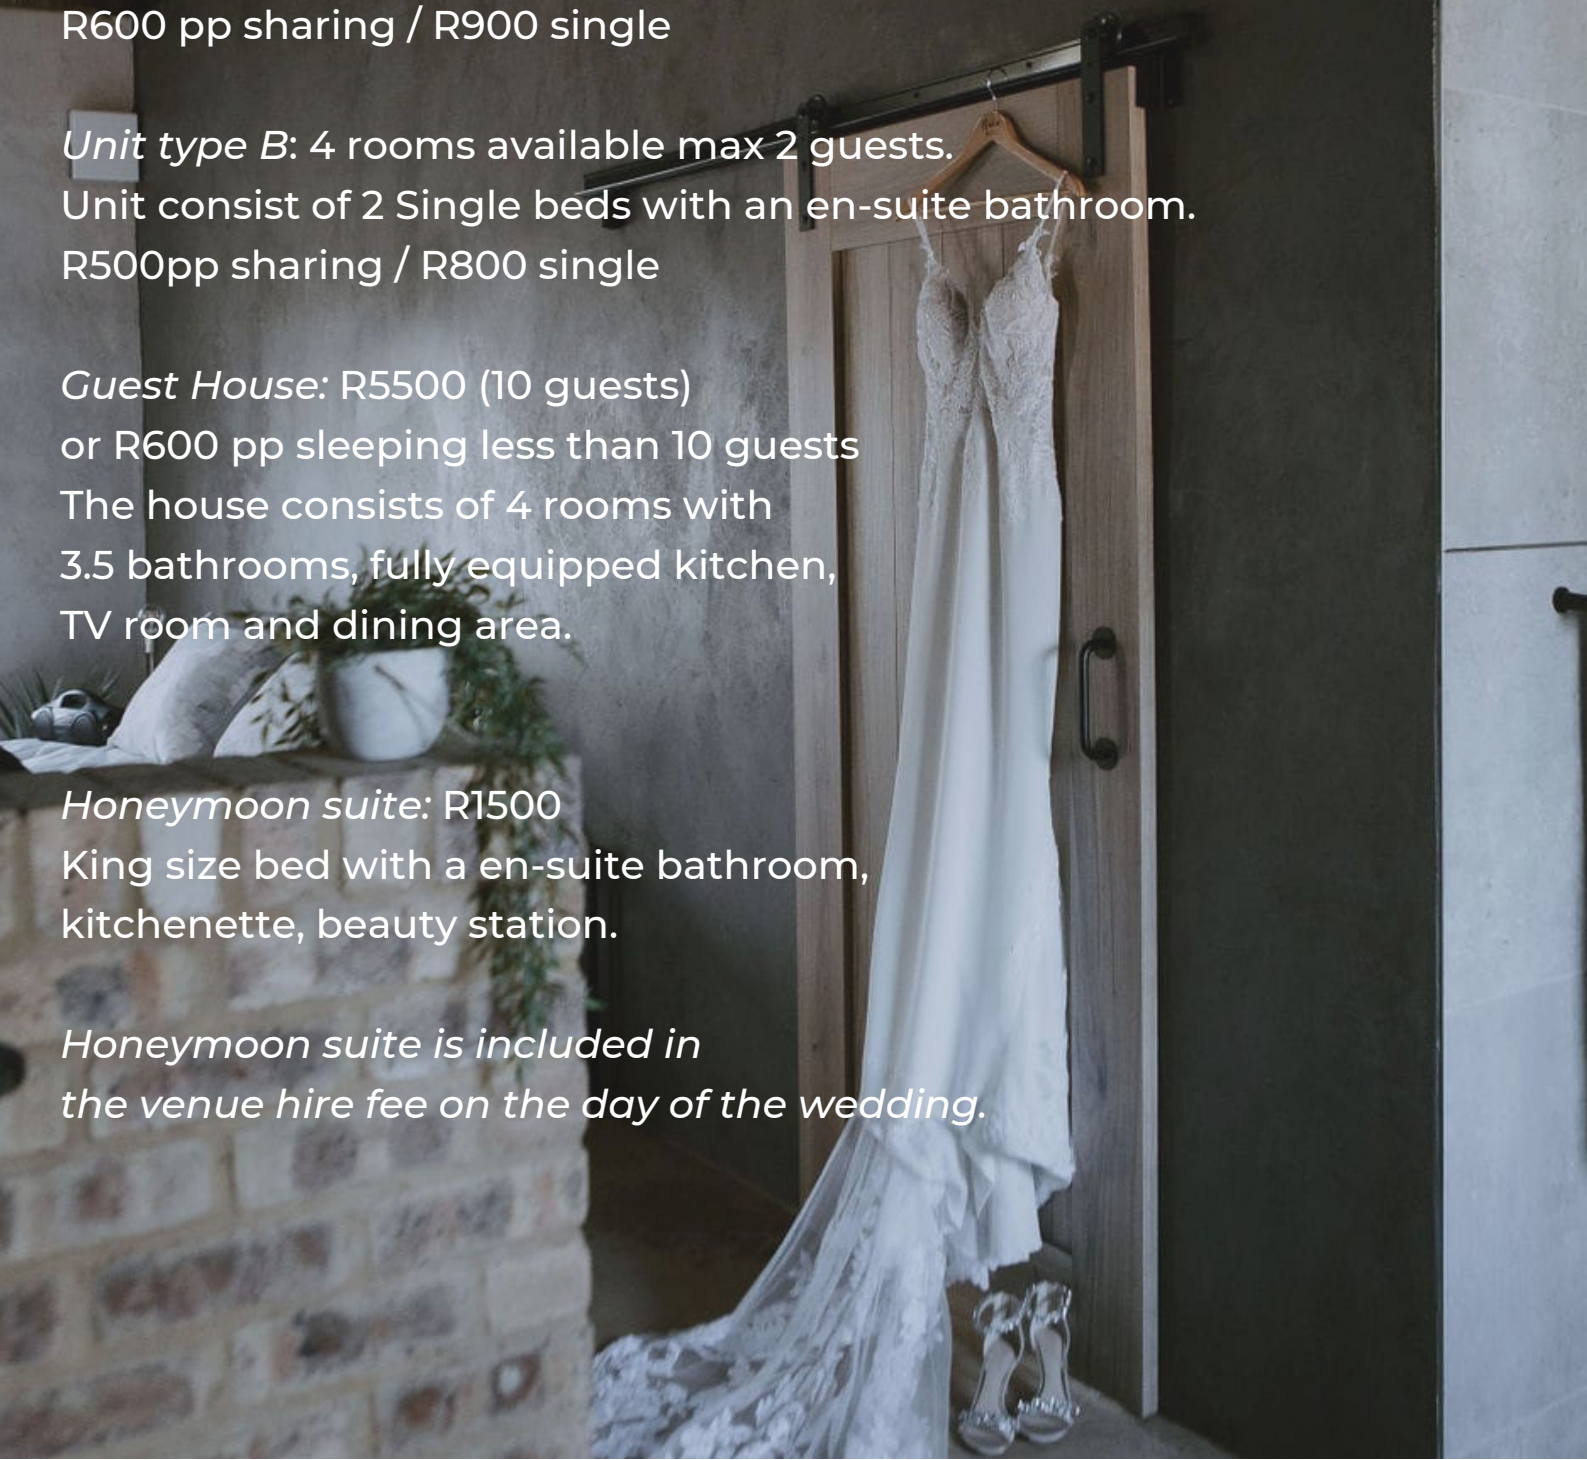 R600 pp sharing / R900 single
Unit type B: 4 rooms available max 2 guests.
Unit consist of 2 Single beds with an en-suite bathroom.
R500pp sharing / R800 single
Guest House: R5500 (10 guests)
or R600 pp sleeping less than 10 guests
The house consists of 4 rooms with
3.5 bathrooms, fully equipped kitchen,
TV room and dining area.
Honeymoon suite: R1500
King size bed with a en-suite bathroom,
kitchenette, beauty station.
Honeymoon suite is included in
the venue hire fee on the day of the wedding.